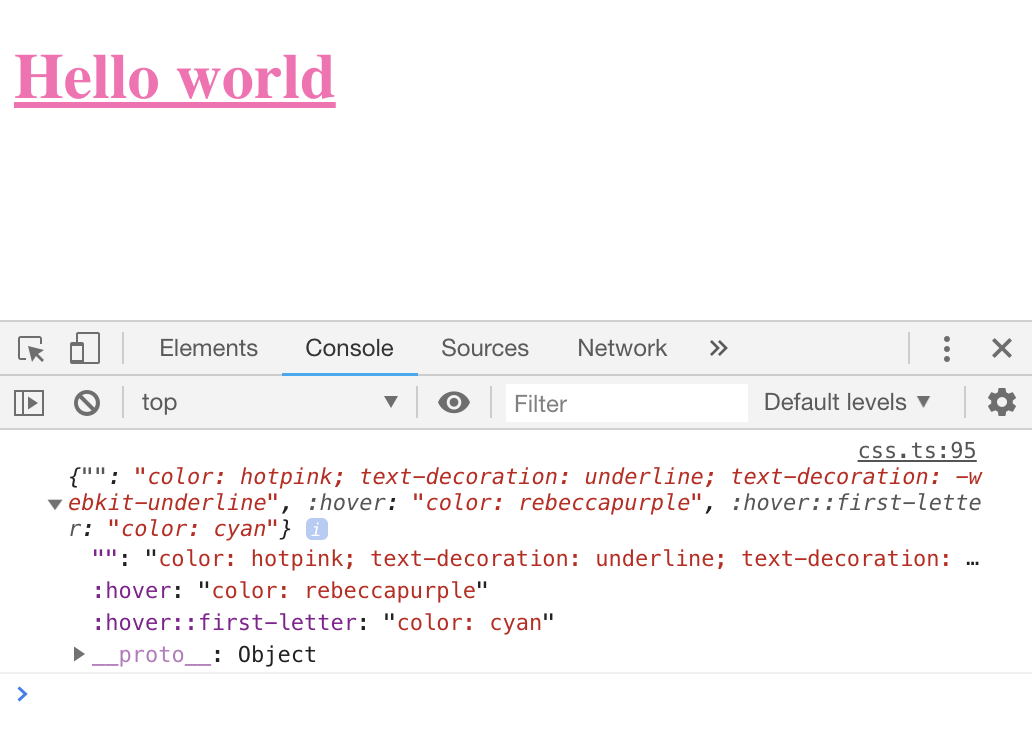 Hello world
Elements Console Sources Network
top Filter Default levels
css.ts:95
{"": "color: hotpink; text-decoration: underline; text-decoration: -w
ebkit-underline", :hover: "color: rebeccapurple", :hover::first-lette
r: "color: cyan"} i
"": "color: hotpink; text-decoration: underline; text-decoration: …
:hover: "color: rebeccapurple"
:hover::first-letter: "color: cyan"
__proto__: Object